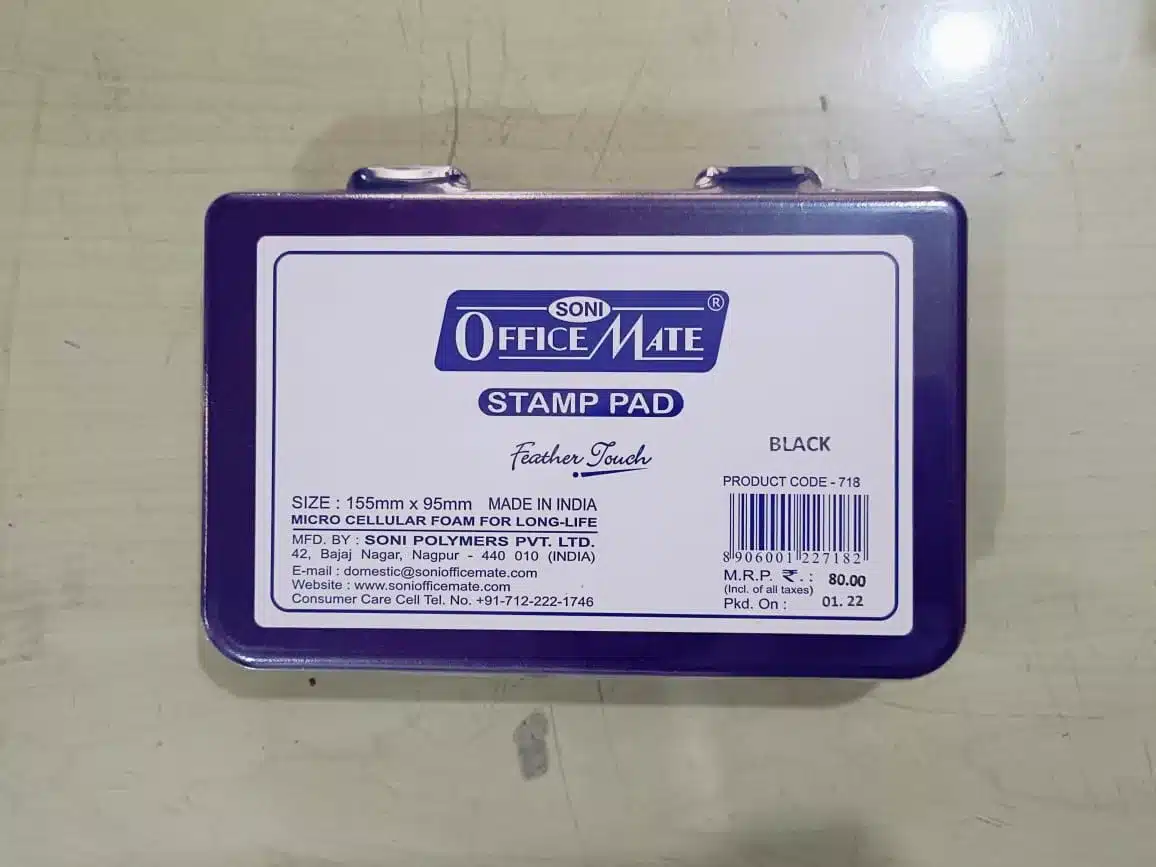 SONI
OFFICE MATE ®
STAMP PAD
Feather Touch
BLACK
PRODUCT CODE - 718
SIZE : 155mm x 95mm MADE IN INDIA
MICRO CELLULAR FOAM FOR LONG-LIFE
MFD. BY : SONI POLYMERS PVT. LTD.
42, Bajaj Nagar, Nagpur - 440 010 (INDIA)
E-mail : domestic@soniofficemate.com
Website : www.soniofficemate.com
Consumer Care Cell Tel. No. +91-712-222-1746
8 906001 227182
M.R.P. ₹. : 80.00
(Incl. of all taxes)
Pkd. On : 01. 22